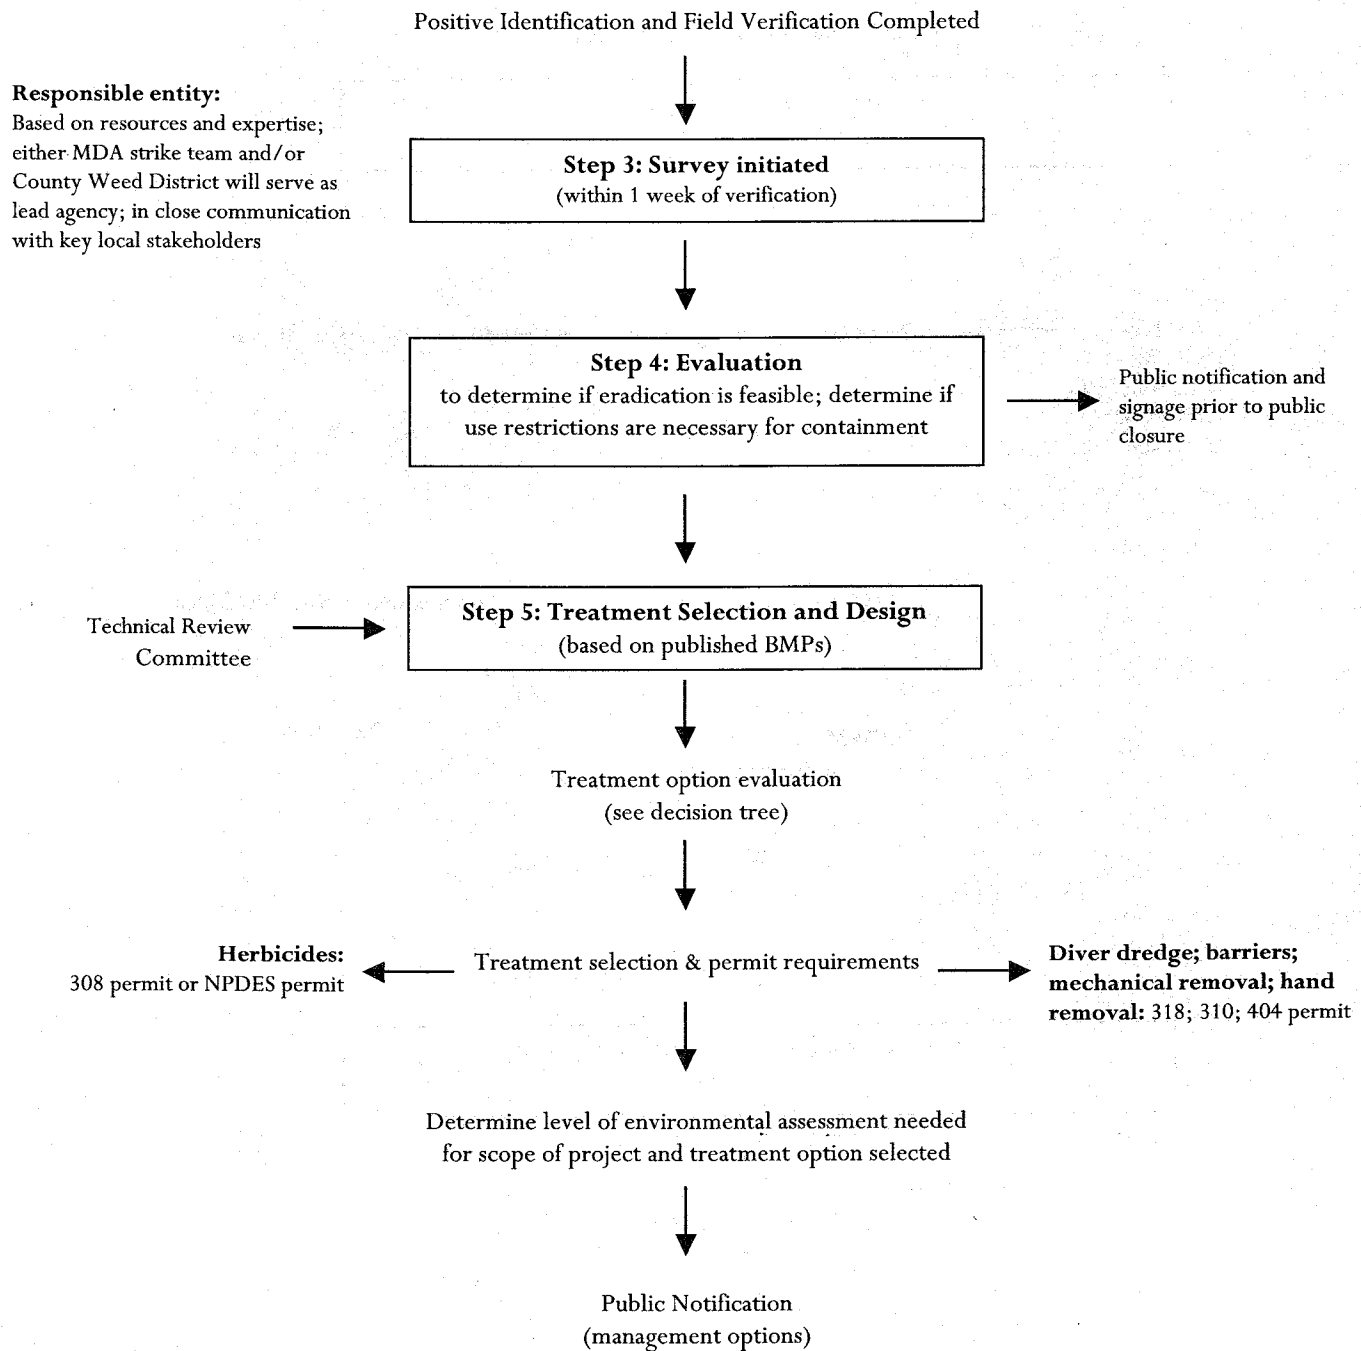 Positive Identification and Field Verification Completed
Responsible entity:
Based on resources and expertise;
either MDA strike team and/or
County Weed District will serve as
lead agency; in close communication
with key local stakeholders
Step 3: Survey initiated
(within 1 week of verification)
Step 4: Evaluation
to determine if eradication is feasible; determine if
use restrictions are necessary for containment
Public notification and
signage prior to public
closure
Technical Review
Committee
Step 5: Treatment Selection and Design
(based on published BMPs)
Treatment option evaluation
(see decision tree)
Herbicides:
308 permit or NPDES permit
Treatment selection & permit requirements
Diver dredge; barriers;
mechanical removal; hand
removal: 318; 310; 404 permit
Determine level of environmental assessment needed
for scope of project and treatment option selected
Public Notification
(management options)